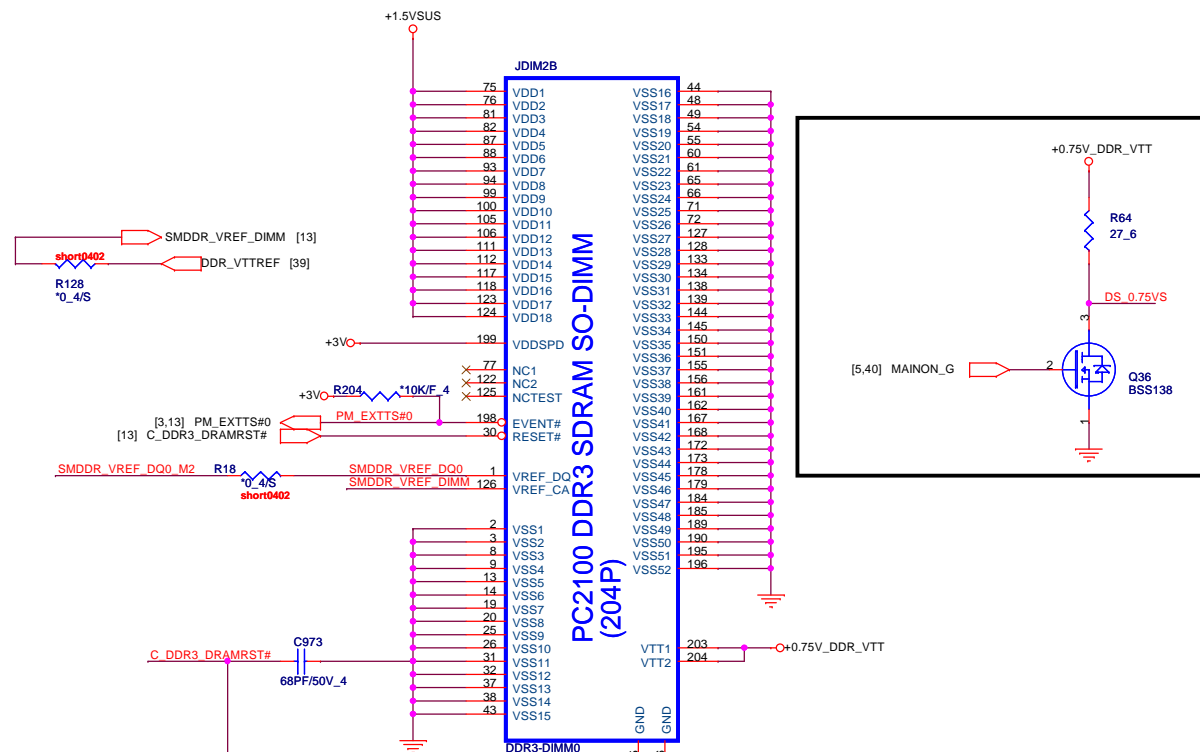 +1.5VSUS
JDIM2B
75 VDD1
76 VDD2
81 VDD3
82 VDD4
87 VDD5
88 VDD6
93 VDD7
94 VDD8
99 VDD9
100 VDD10
105 VDD11
106 VDD12
111 VDD13
112 VDD14
117 VDD15
118 VDD16
123 VDD17
124 VDD18
+3V 199 VDDSPD
77 NC1
122 NC2
125 NCTEST
+3V R204 *10K/F_4
[3,13] PM_EXTTS#0 PM_EXTTS#0 198 EVENT#
[13] C_DDR3_DRAMRST# 30 RESET#
SMDDR_VREF_DIMM [13]
short0402
DDR_VTTREF [39]
R128
*0_4/S
SMDDR_VREF_DQ0_M2 R18 SMDDR_VREF_DQ0 1 VREF_DQ
*0_4/S
short0402
SMDDR_VREF_DIMM 126 VREF_CA
2 VSS1
3 VSS2
8 VSS3
9 VSS4
13 VSS5
14 VSS6
19 VSS7
20 VSS8
25 VSS9
26 VSS10
31 VSS11
32 VSS12
37 VSS13
38 VSS14
43 VSS15
C_DDR3_DRAMRST# C973
68PF/50V_4
PC2100 DDR3 SDRAM SO-DIMM
(204P)
VSS16 44
VSS17 48
VSS18 49
VSS19 54
VSS20 55
VSS21 60
VSS22 61
VSS23 65
VSS24 66
VSS25 71
VSS26 72
VSS27 127
VSS28 128
VSS29 133
VSS30 134
VSS31 138
VSS32 139
VSS33 144
VSS34 145
VSS35 150
VSS36 151
VSS37 155
VSS38 156
VSS39 161
VSS40 162
VSS41 167
VSS42 168
VSS43 172
VSS44 173
VSS45 178
VSS46 179
VSS47 184
VSS48 185
VSS49 189
VSS50 190
VSS51 195
VSS52 196
VTT1 203
VTT2 204
+0.75V_DDR_VTT
GND
GND
DDR3-DIMM0
+0.75V_DDR_VTT
R64
27_6
DS_0.75VS
3
[5,40] MAINON_G 2
Q36
BSS138
1